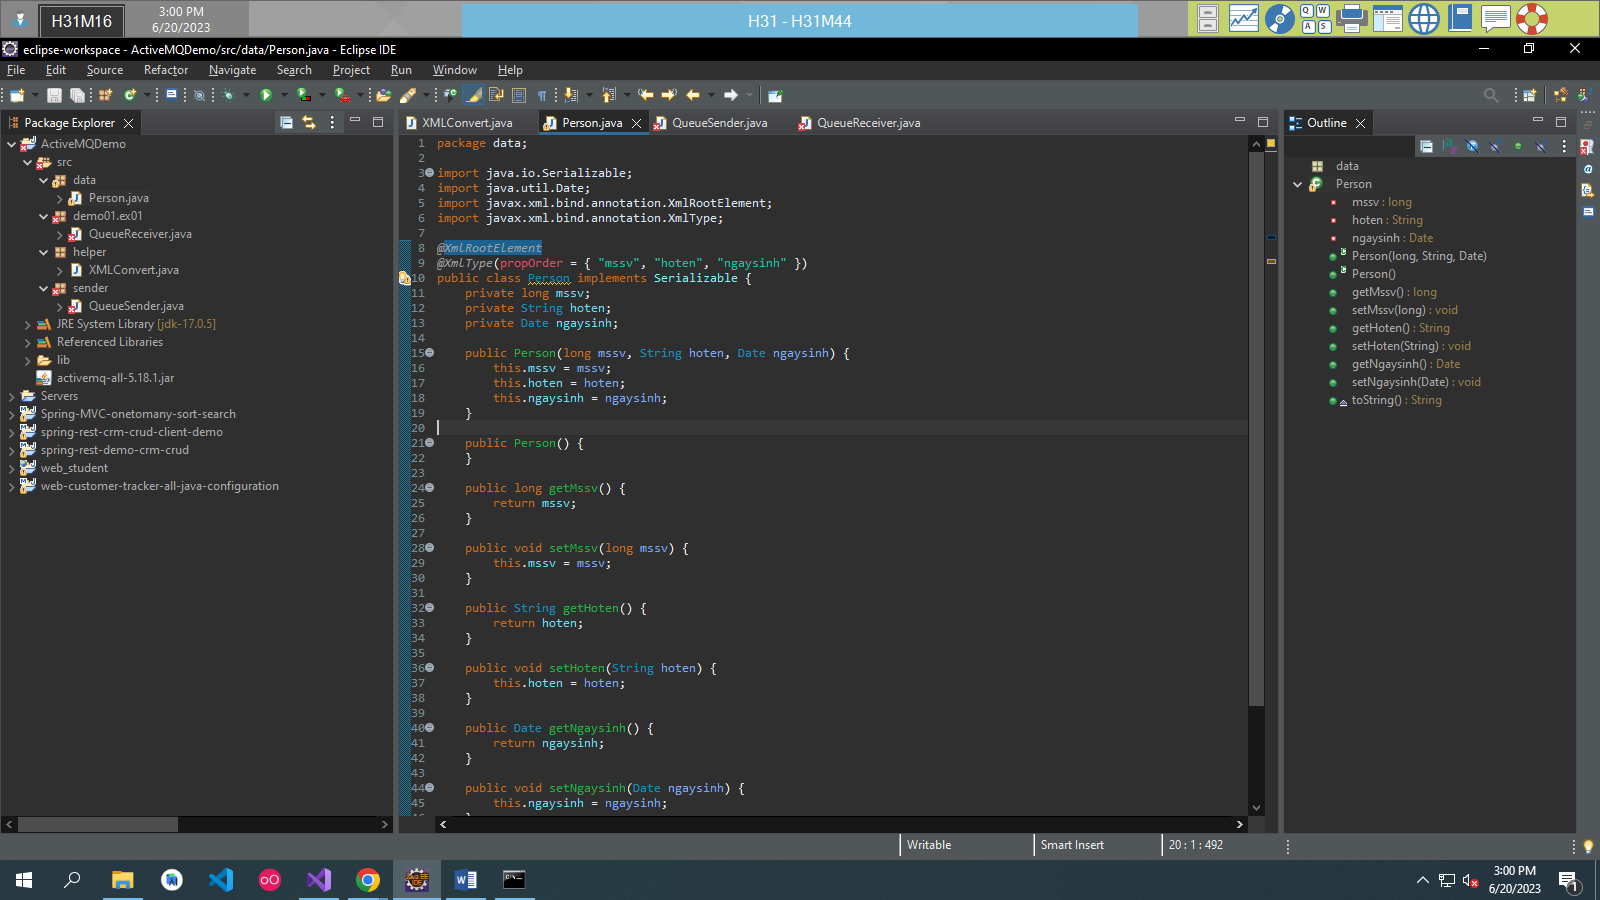 H31M16
3:00 PM
6/20/2023
H31 - H31M44
eclipse-workspace - ActiveMQDemo/src/data/Person.java - Eclipse IDE
File Edit Source Refactor Navigate Search Project Run Window Help
Package Explorer
ActiveMQDemo
src
data
Person.java
demo01.ex01
QueueReceiver.java
helper
XMLConvert.java
sender
QueueSender.java
JRE System Library [jdk-17.0.5]
Referenced Libraries
lib
activemq-all-5.18.1.jar
Servers
Spring-MVC-onetomany-sort-search
spring-rest-crm-crud-client-demo
spring-rest-demo-crm-crud
web_student
web-customer-tracker-all-java-configuration
XMLConvert.java Person.java QueueSender.java QueueReceiver.java
1 package data;
2
3 import java.io.Serializable;
4 import java.util.Date;
5 import javax.xml.bind.annotation.XmlRootElement;
6 import javax.xml.bind.annotation.XmlType;
7
8 @XmlRootElement
9 @XmlType(propOrder = { "mssv", "hoten", "ngaysinh" })
10 public class Person implements Serializable {
11 private long mssv;
12 private String hoten;
13 private Date ngaysinh;
14
15 public Person(long mssv, String hoten, Date ngaysinh) {
16 this.mssv = mssv;
17 this.hoten = hoten;
18 this.ngaysinh = ngaysinh;
19 }
20
21 public Person() {
22 }
23
24 public long getMssv() {
25 return mssv;
26 }
27
28 public void setMssv(long mssv) {
29 this.mssv = mssv;
30 }
31
32 public String getHoten() {
33 return hoten;
34 }
35
36 public void setHoten(String hoten) {
37 this.hoten = hoten;
38 }
39
40 public Date getNgaysinh() {
41 return ngaysinh;
42 }
43
44 public void setNgaysinh(Date ngaysinh) {
45 this.ngaysinh = ngaysinh;
Outline
data
Person
mssv : long
hoten : String
ngaysinh : Date
Person(long, String, Date)
Person()
getMssv() : long
setMssv(long) : void
getHoten() : String
setHoten(String) : void
getNgaysinh() : Date
setNgaysinh(Date) : void
toString() : String
Writable Smart Insert 20 : 1 : 492
3:00 PM
6/20/2023
1